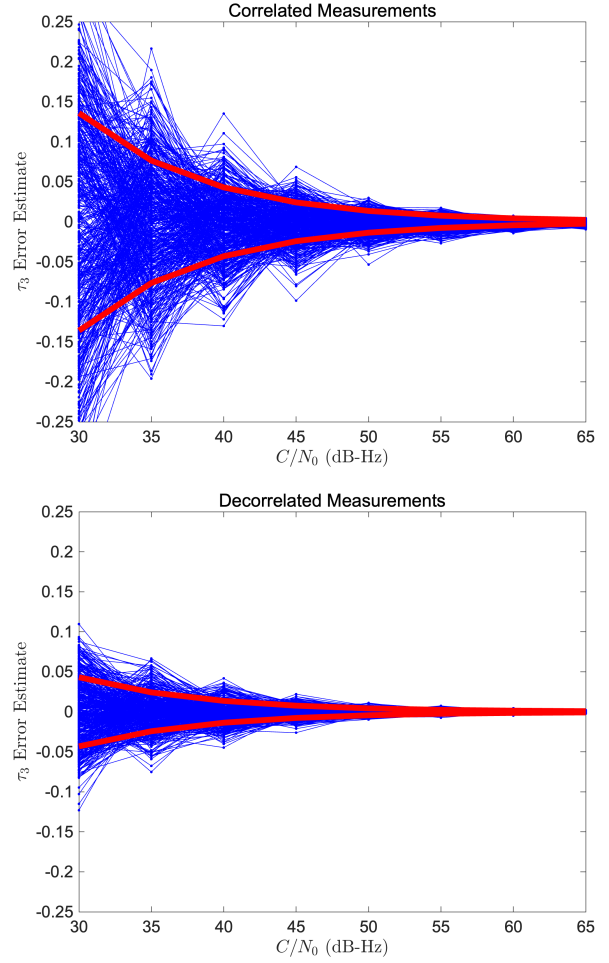 Correlated Measurements
0.25
0.2
0.15
0.1
0.05
0
-0.05
-0.1
-0.15
-0.2
-0.25
τ₃ Error Estimate
30 35 40 45 50 55 60 65
C/N₀ (dB-Hz)
Decorrelated Measurements
0.25
0.2
0.15
0.1
0.05
0
-0.05
-0.1
-0.15
-0.2
-0.25
τ₃ Error Estimate
30 35 40 45 50 55 60 65
C/N₀ (dB-Hz)